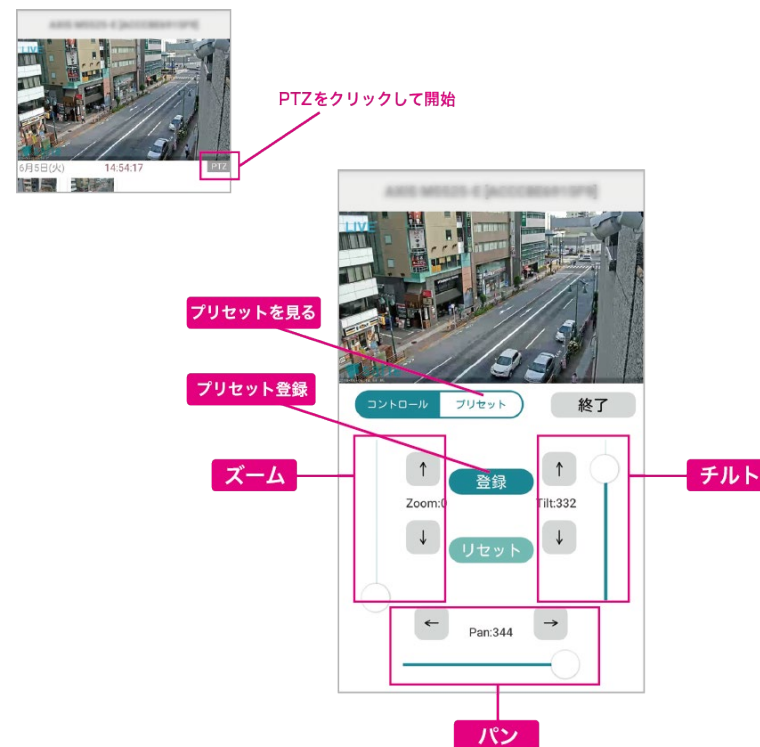 LIVE
6月5日(火)
14:54:17
PTZ
PTZをクリックして開始
LIVE
プリセットを見る
プリセット登録
コントロール
プリセット
終了
ズーム
チルト
↑
登録
↑
Zoom:0
Tilt:332
↓
リセット
↓
←
Pan:344
→
パン